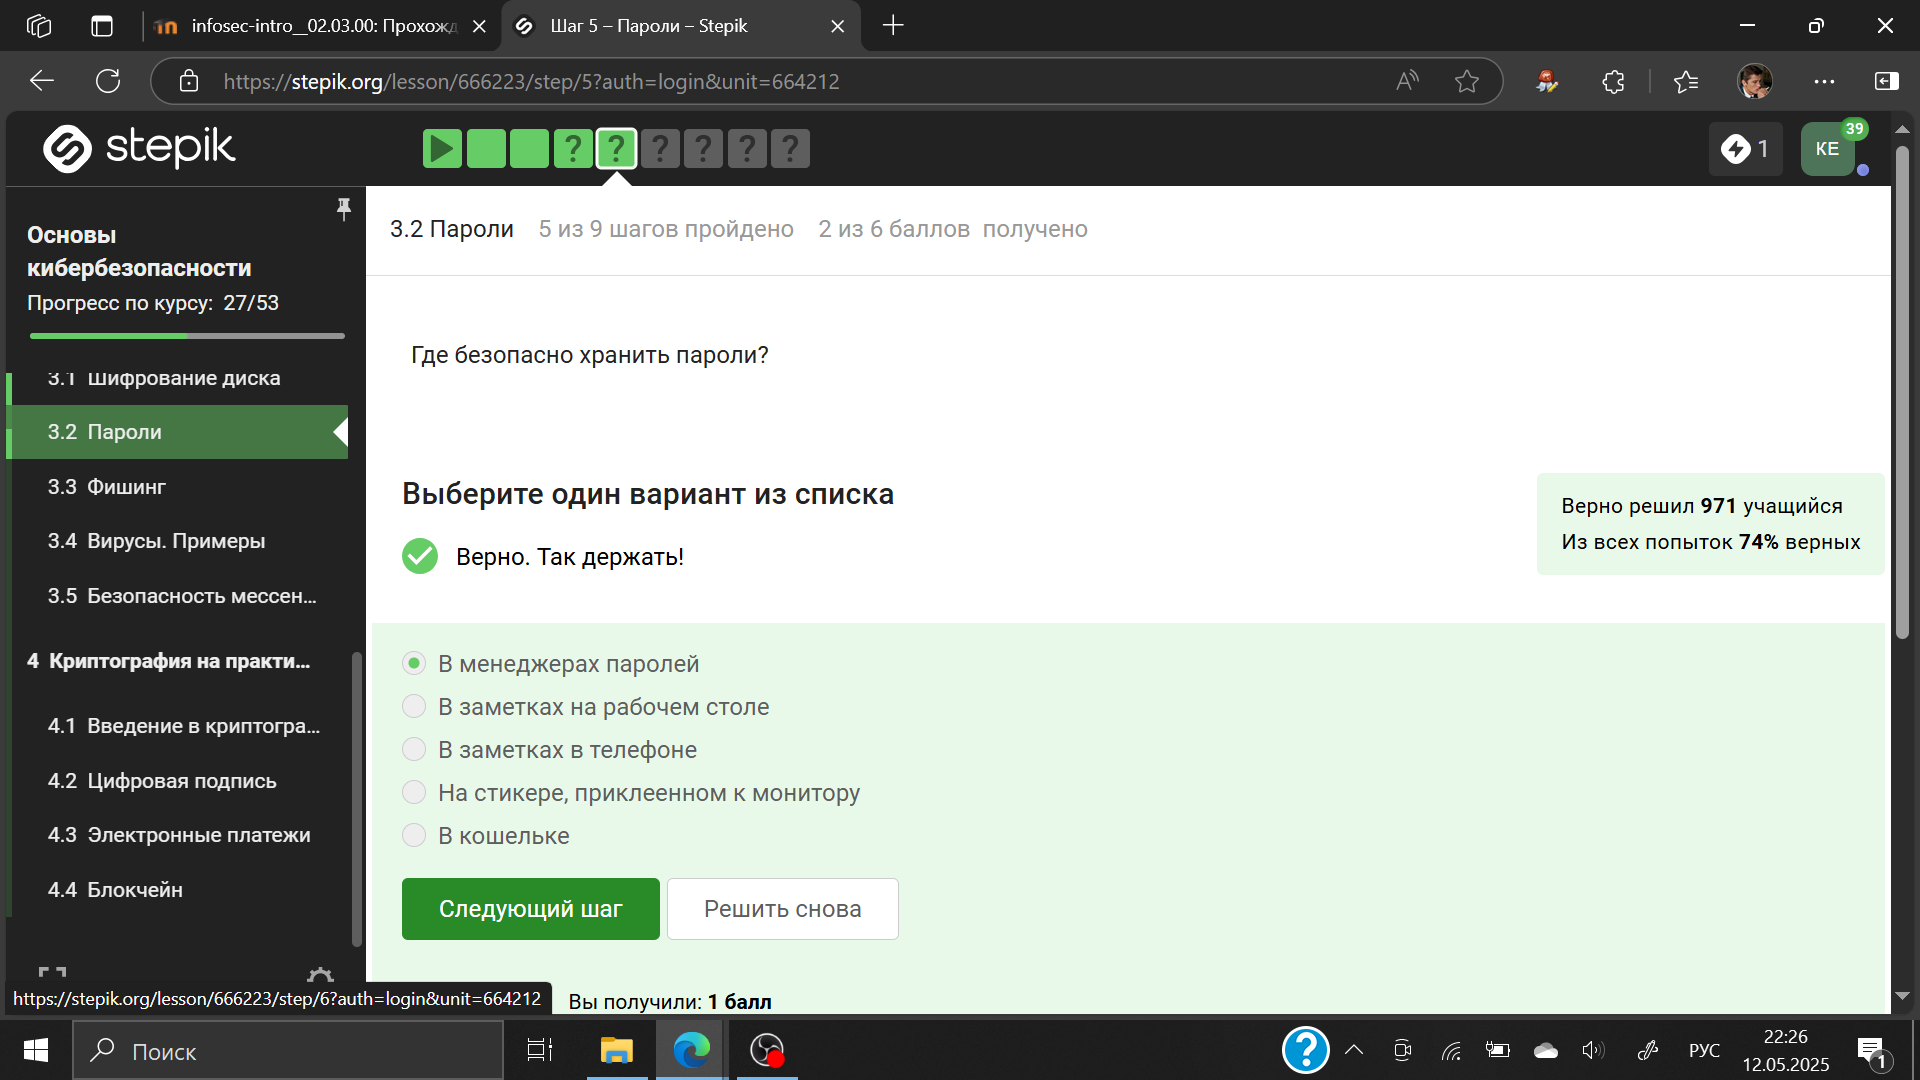 infosec-intro__02.03.00: Прохожд
Шаг 5 – Пароли – Stepik
https://stepik.org/lesson/666223/step/5?auth=login&unit=664212
stepik
? ? ? ? ? ?
1
KE
39
Основы
кибербезопасности
Прогресс по курсу: 27/53
3.1 Шифрование диска
3.2 Пароли
3.3 Фишинг
3.4 Вирусы. Примеры
3.5 Безопасность мессен...
4 Криптография на практи...
4.1 Введение в криптогра...
4.2 Цифровая подпись
4.3 Электронные платежи
4.4 Блокчейн
3.2 Пароли 5 из 9 шагов пройдено 2 из 6 баллов получено
Где безопасно хранить пароли?
Выберите один вариант из списка
Верно. Так держать!
Верно решил 971 учащийся
Из всех попыток 74% верных
В менеджерах паролей
В заметках на рабочем столе
В заметках в телефоне
На стикере, приклеенном к монитору
В кошельке
Следующий шаг
Решить снова
Вы получили: 1 балл
https://stepik.org/lesson/666223/step/6?auth=login&unit=664212
Поиск
?
РУС
22:26
12.05.2025
1